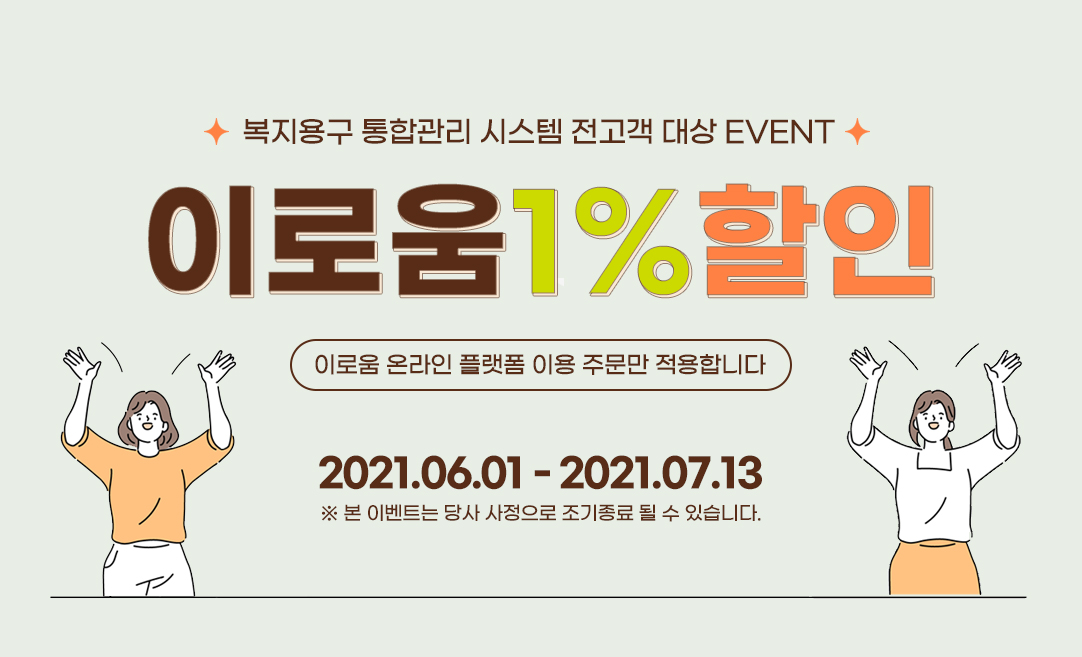 복지용구 통합관리 시스템 전고객 대상 EVENT
이로움1%할인
이로움 온라인 플랫폼 이용 주문만 적용합니다
2021.06.01 - 2021.07.13
※ 본 이벤트는 당사 사정으로 조기종료 될 수 있습니다.